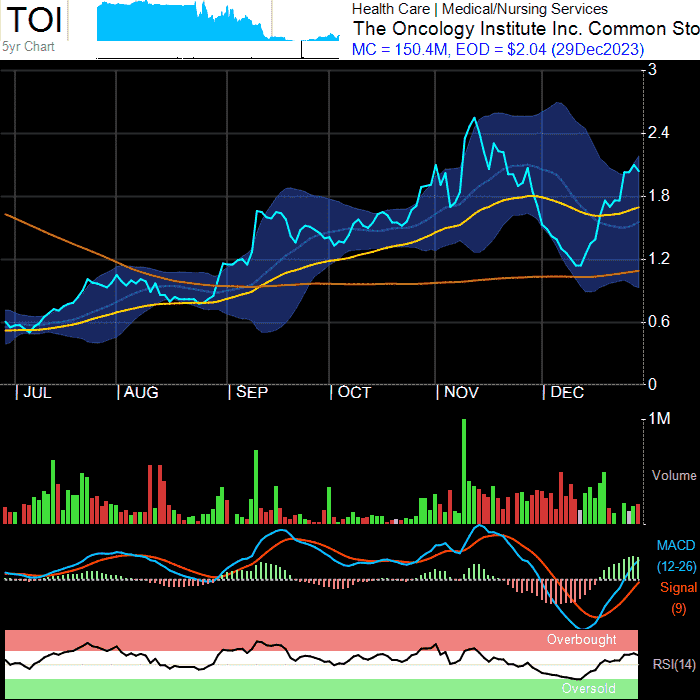 TOI
5yr Chart
Health Care | Medical/Nursing Services
The Oncology Institute Inc. Common Sto
MC = 150.4M, EOD = $2.04 (29Dec2023)
3
2.4
1.8
1.2
0.6
0
| JUL | AUG | SEP | OCT | NOV | DEC
1M
Volume
MACD
(12-26)
Signal
(9)
Overbought
RSI(14)
Oversold